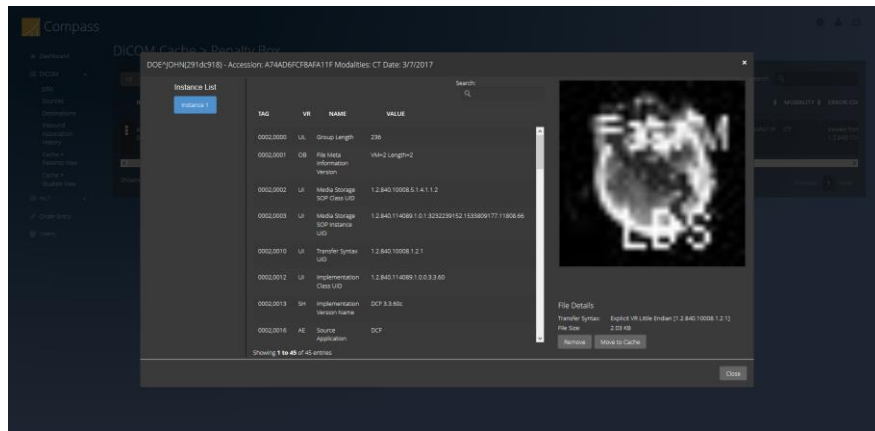 Compass
Dashboard
DICOM Cache > Penalty Box
DOE^JOHN(291dc918) - Accession: A74AD6FCF8AFA11F Modalities: CT Date: 3/7/2017
×
Instance List
Instance 1
Search:
TAG VR NAME VALUE
0002,0000 UL Group Length 236
0002,0001 OB File Meta VM=2 Length=2
Information
Version
0002,0002 UI Media Storage 1.2.840.10008.5.1.4.1.1.2
SOP Class UID
0002,0003 UI Media Storage 1.2.840.114089.1.0.1.3232239152.1533809177.11808.66
SOP Instance
UID
0002,0010 UI Transfer Syntax 1.2.840.10008.1.2.1
UID
0002,0012 UI Implementation 1.2.840.114089.1.0.0.3.3.60
Class UID
0002,0013 SH Implementation DCF 3.3.60c
Version Name
0002,0016 AE Source DCF
Application
Showing 1 to 45 of 45 entries
File Details
Transfer Syntax: Explicit VR Little Endian [1.2.840.10008.1.2.1]
File Size: 2.03 KB
Remove Move to Cache
Close
DICOM
Sources
Destinations
Users
MODALITY